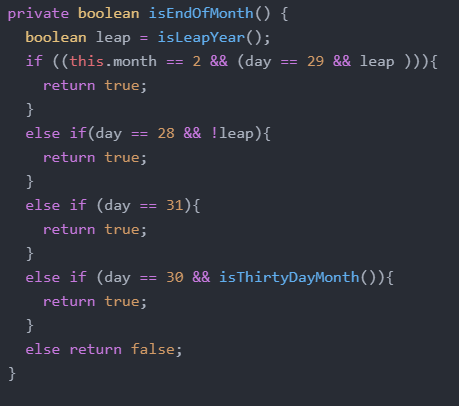 private boolean isEndOfMonth() {
  boolean leap = isLeapYear();
  if ((this.month == 2 && (day == 29 && leap ))){
    return true;
  }
  else if(day == 28 && !leap){
    return true;
  }
  else if (day == 31){
    return true;
  }
  else if (day == 30 && isThirtyDayMonth()){
    return true;
  }
  else return false;
}